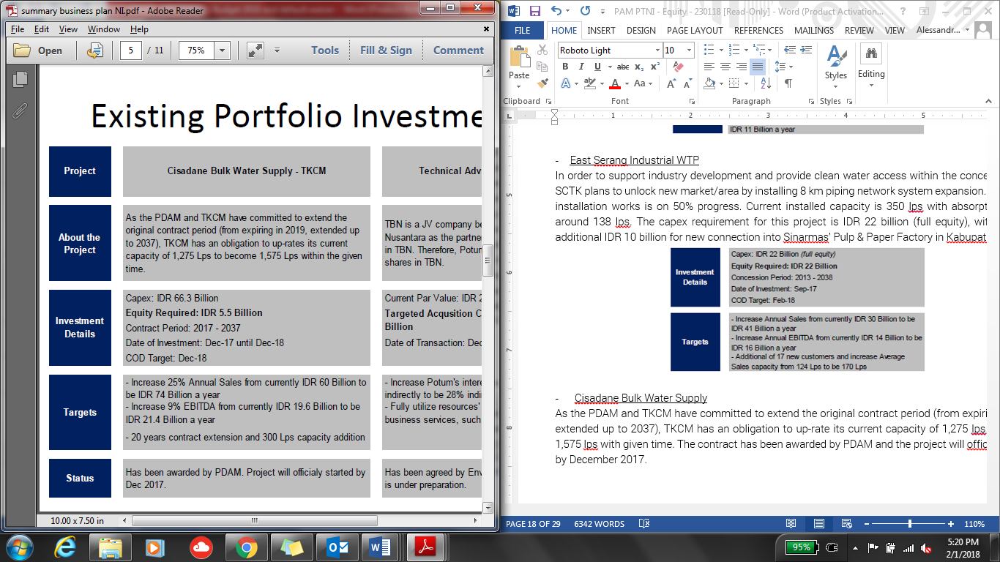 summary business plan NI.pdf - Adobe Reader
File Edit View Window Help
Open 5 / 11 75% Tools Fill & Sign Comment
Existing Portfolio Investme
Project
Cisadane Bulk Water Supply - TKCM
Technical Adv
About the
Project
As the PDAM and TKCM have committed to extend the
original contract period (from expiring in 2019, extended up
to 2037), TKCM has an obligation to up-rates its current
capacity of 1,275 Lps to become 1,575 Lps within the given
time.
TBN is a JV company be
Nusantara as the partne
in TBN. Therefore, Potum
shares in TBN.
Investment
Details
Capex: IDR 66.3 Billion
Equity Required: IDR 5.5 Billion
Contract Period: 2017 - 2037
Date of Investment: Dec-17 until Dec-18
COD Target: Dec-18
Current Par Value: IDR 2
Targeted Acqusition C
Billion
Date of Transaction: Dec
Targets
- Increase 25% Annual Sales from currently IDR 60 Billion to
be IDR 74 Billion a year
- Increase 9% EBITDA from currently IDR 19.6 Billion to be
IDR 21.4 Billion a year
- 20 years contract extension and 300 Lps capacity addition
- Increase Potum's intere
indirectly to be 28% indi
- Fully utilize resources'
business services, such
Status
Has been awarded by PDAM. Project will officialy started by
Dec 2017.
Has been agreed by Env
is under preparation.
10.00 x 7.50 in
PAM PTNI - Equity - 230118 [Read-Only] - Word (Product Activation...
FILE HOME INSERT DESIGN PAGE LAYOUT REFERENCES MAILINGS REVIEW VIEW Alessandr...
Roboto Light 10
Paste
B I U abc x₂ x²
Aa
Styles
Editing
Clipboard Font Paragraph Styles
1 2 3 4 5
IDR 11 Billion a year
- East Serang Industrial WTP
In order to support industry development and provide clean water access within the conce
SCTK plans to unlock new market/area by installing 8 km piping network system expansion.
installation works is on 50% progress. Current installed capacity is 350 lps with absorpt
around 138 lps. The capex requirement for this project is IDR 22 billion (full equity), wit
additional IDR 10 billion for new connection into Sinarmas' Pulp & Paper Factory in Kabupat
Investment
Details
Capex: IDR 22 Billion (full equity)
Equity Required: IDR 22 Billion
Concession Period: 2013 - 2038
Date of Investment: Sep-17
COD Target: Feb-18
Targets
- Increase Annual Sales from currently IDR 30 Billion to be
IDR 41 Billion a year
- Increase Annual EBITDA from currently IDR 14 Billion to be
IDR 16 Billion a year
- Additional of 17 new customers and increase Average
Sales capacity from 124 Lps to be 170 Lps
- Cisadane Bulk Water Supply
As the PDAM and TKCM have committed to extend the original contract period (from expiri
extended up to 2037), TKCM has an obligation to up-rate its current capacity of 1,275 lps
1,575 lps with given time. The contract has been awarded by PDAM and the project will offic
by December 2017.
5
6
7
8
PAGE 18 OF 29 6342 WORDS 110%
95%
5:20 PM
2/1/2018